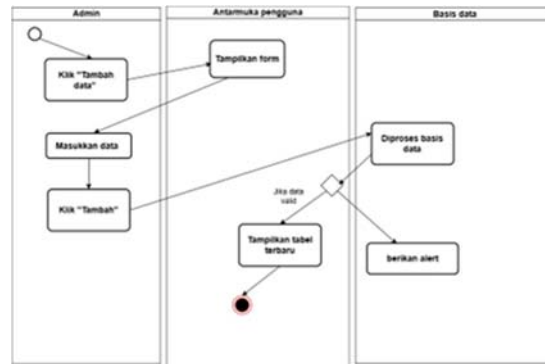 Admin
Antarmuka pengguna
Basis data
Klik "Tambah
data"
Tampilkan form
Masukkan data
Diproses basis
data
Klik "Tambah"
Jika data
valid
Tampilkan tabel
terbaru
berikan alert